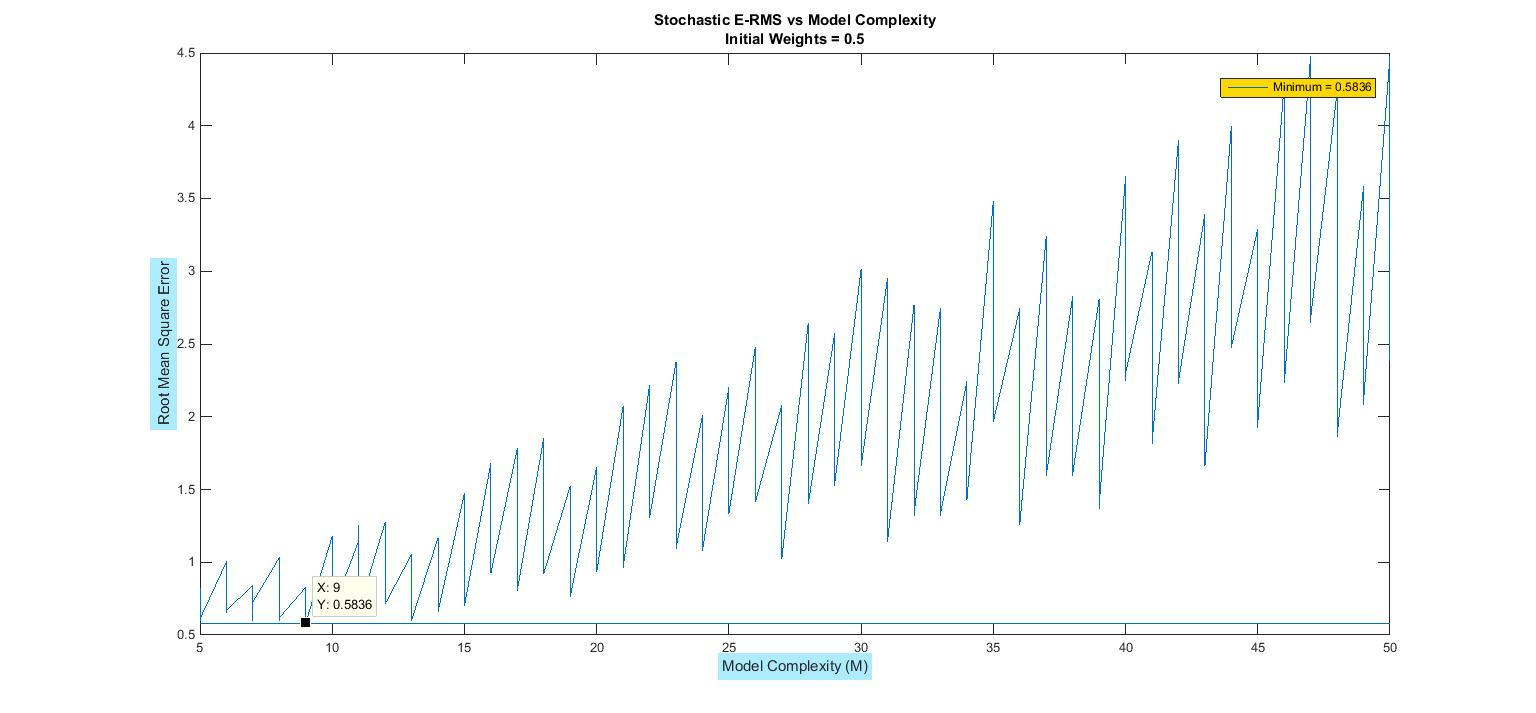 Stochastic E-RMS vs Model Complexity
Initial Weights = 0.5
4.5
Minimum = 0.5836
4
3.5
3
Root Mean Square Error
2.5
2
1.5
1
X: 9
Y: 0.5836
0.5
5 10 15 20 25 30 35 40 45 50
Model Complexity (M)